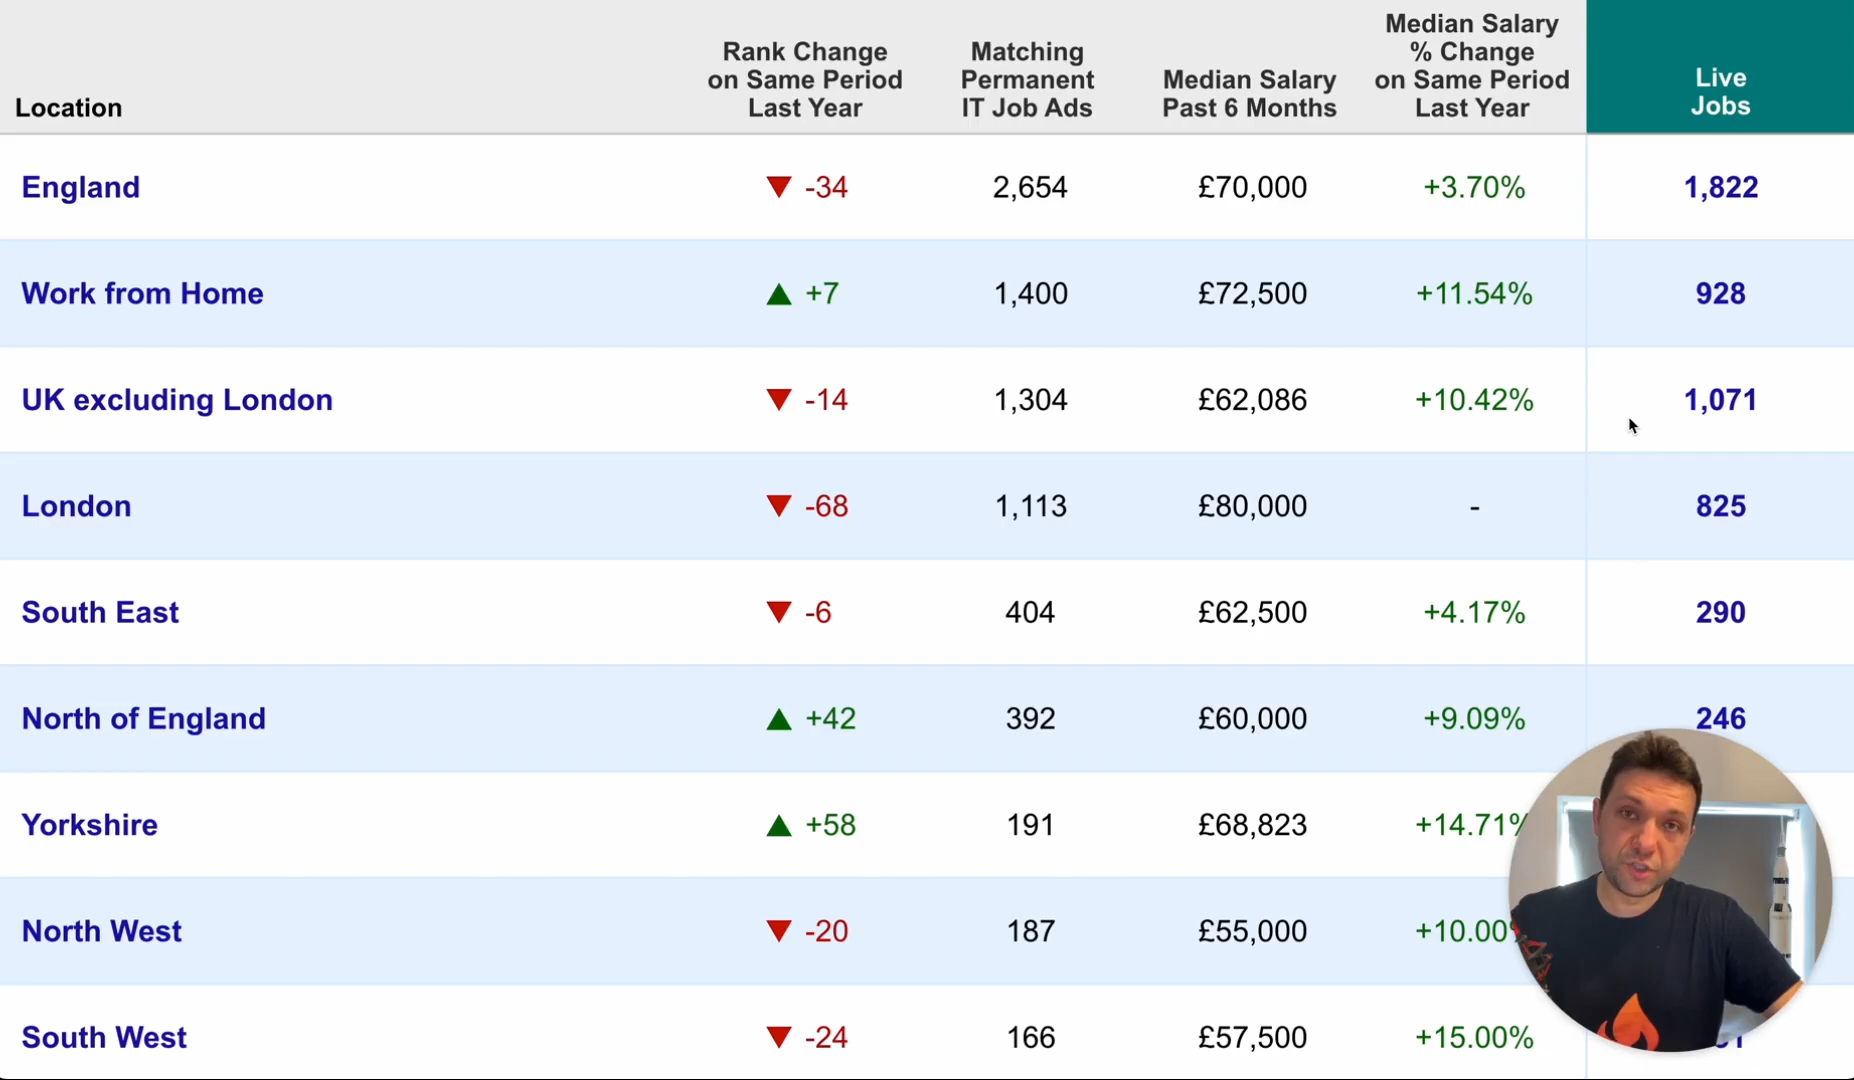 Location
Rank Change
on Same Period
Last Year
Matching
Permanent
IT Job Ads
Median Salary
Past 6 Months
Median Salary
% Change
on Same Period
Last Year
Live
Jobs
England ▼ -34 2,654 £70,000 +3.70% 1,822
Work from Home ▲ +7 1,400 £72,500 +11.54% 928
UK excluding London ▼ -14 1,304 £62,086 +10.42% 1,071
London ▼ -68 1,113 £80,000 - 825
South East ▼ -6 404 £62,500 +4.17% 290
North of England ▲ +42 392 £60,000 +9.09% 246
Yorkshire ▲ +58 191 £68,823 +14.71%
North West ▼ -20 187 £55,000 +10.00%
South West ▼ -24 166 £57,500 +15.00%